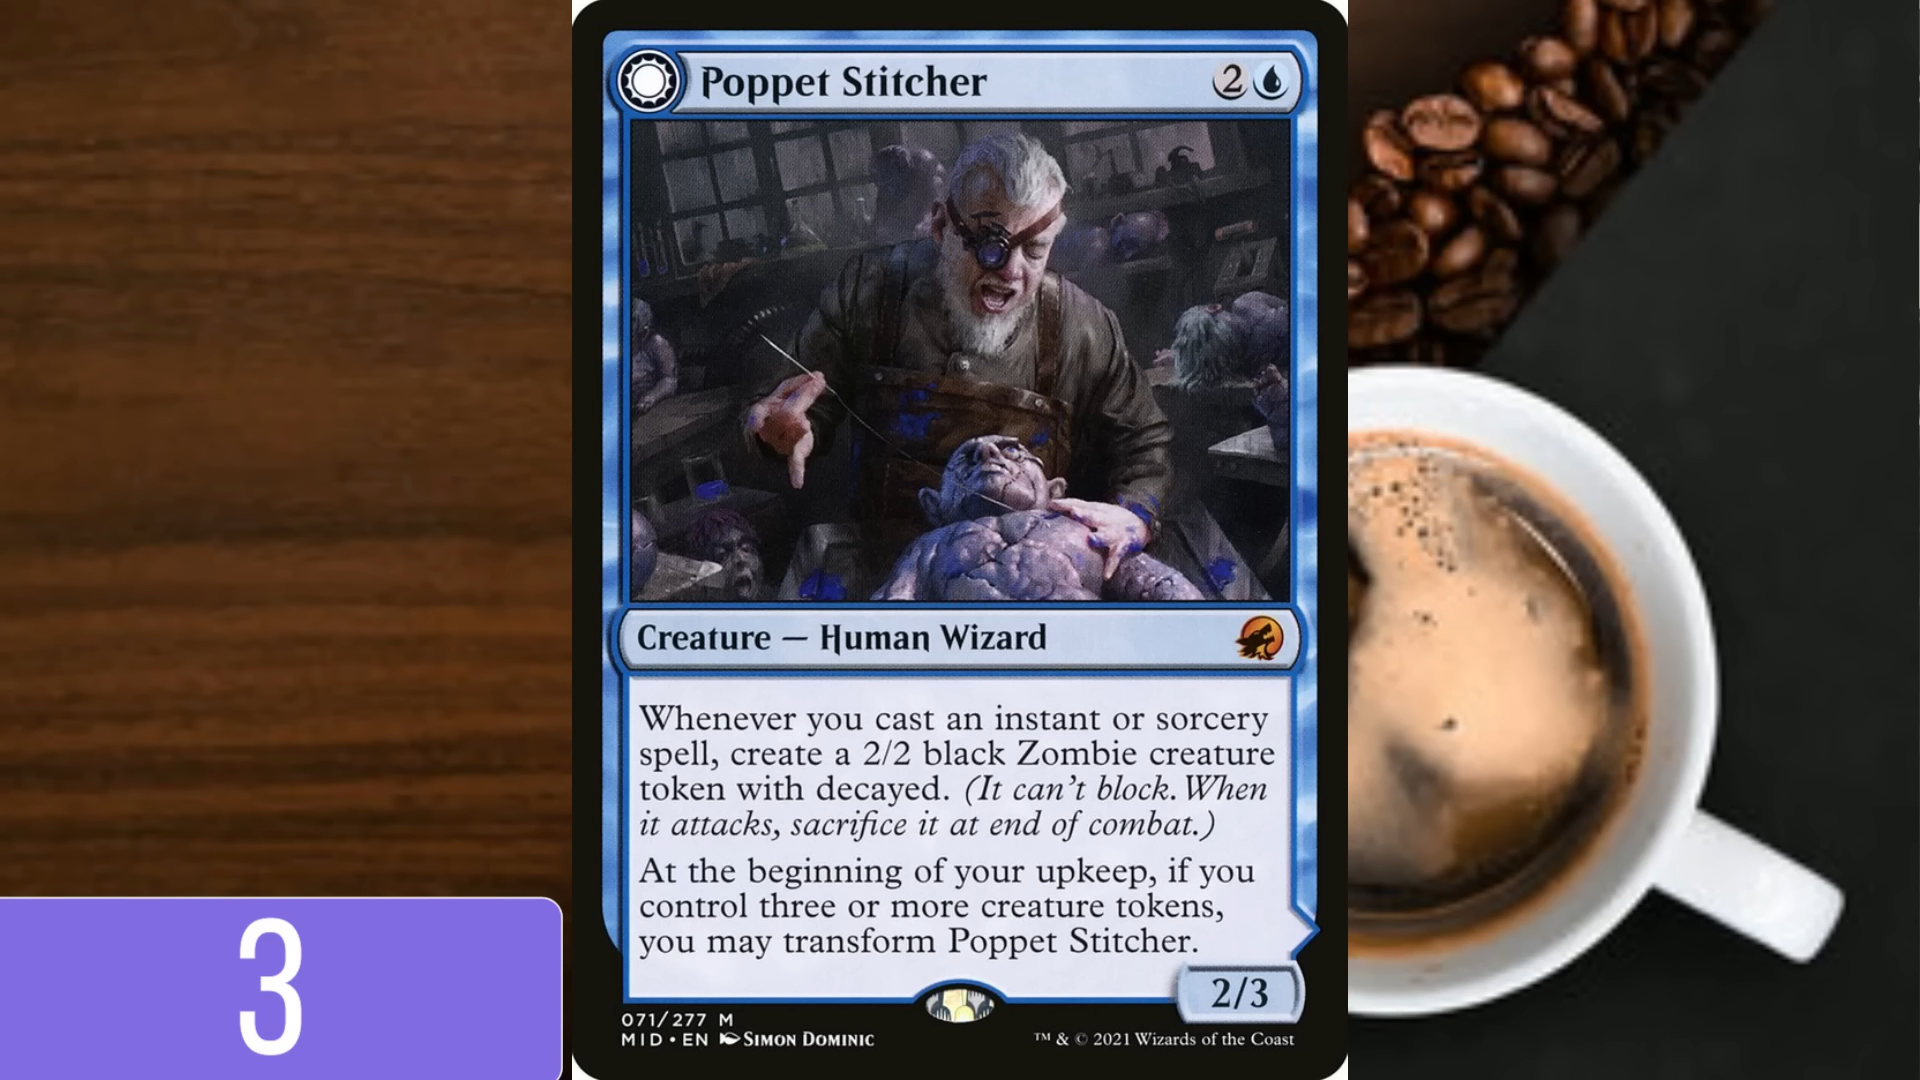 Poppet Stitcher
2
Creature — Human Wizard
Whenever you cast an instant or sorcery
spell, create a 2/2 black Zombie creature
token with decayed. (It can't block. When
it attacks, sacrifice it at end of combat.)
At the beginning of your upkeep, if you
control three or more creature tokens,
you may transform Poppet Stitcher.
2/3
071/277 M
MID • EN Simon Dominic
™ & © 2021 Wizards of the Coast
3